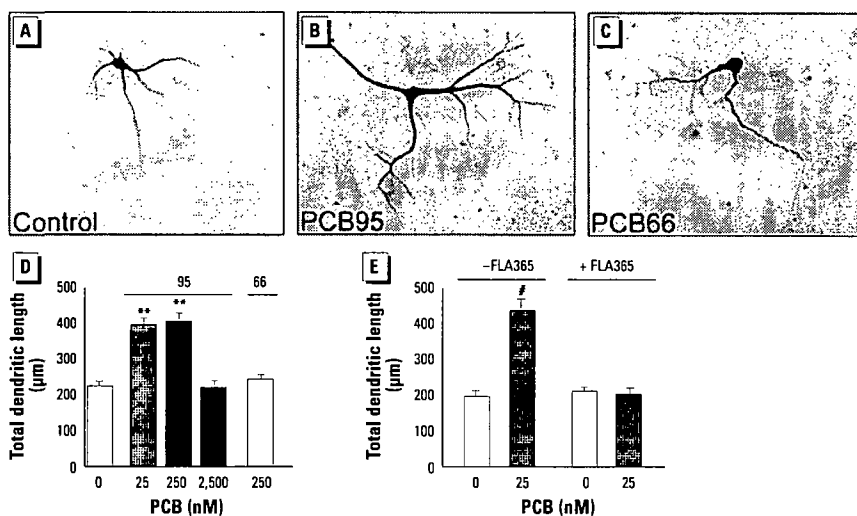 A
B
C
Control
PCB95
PCB66
D
95
66
Total dendritic length
(μm)
500
400
300
200
100
0
**
**
0
25
250
2,500
250
PCB (nM)
E
–FLA365
+ FLA365
Total dendritic length
(μm)
500
400
300
200
100
0
#
0
25
0
25
PCB (nM)